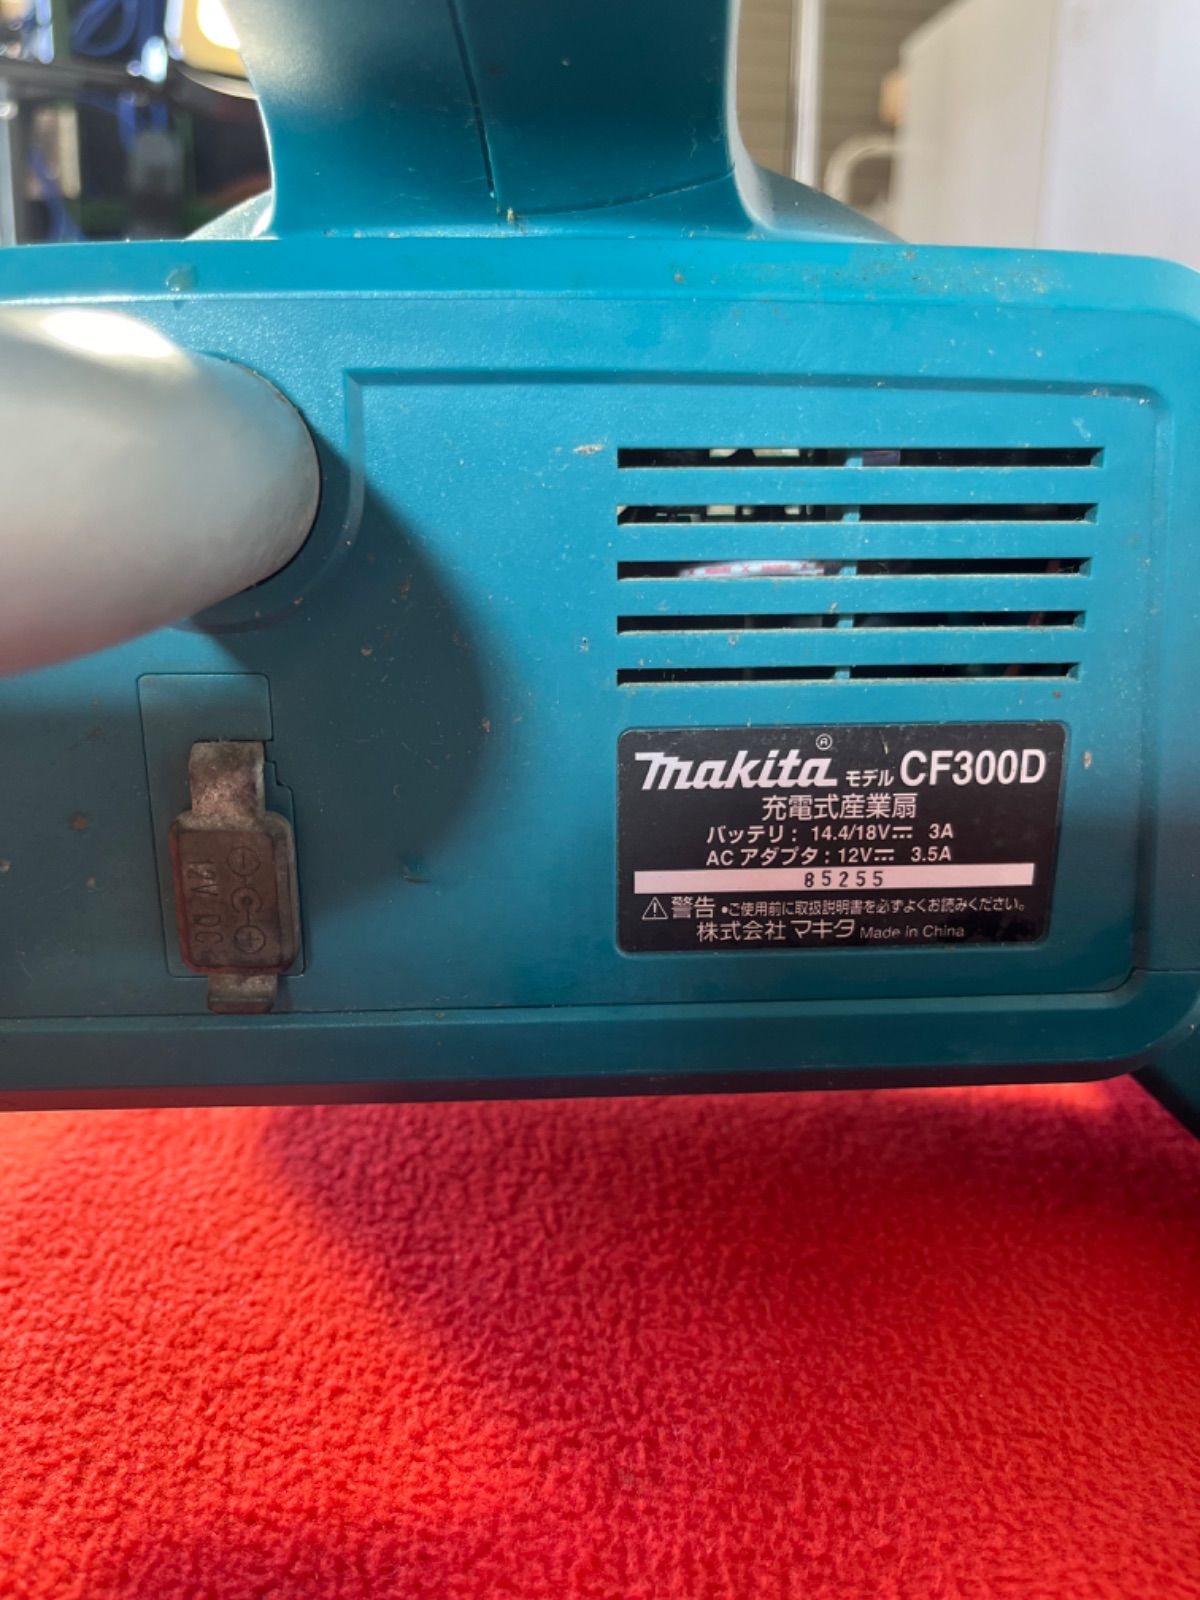 makita® モデル CF300D
充電式産業扇
バッテリ: 14.4/18V⎓ 3A
AC アダプタ: 12V⎓ 3.5A
85255
⚠警告 •ご使用前に取扱説明書を必ずよくお読みください。
株式会社 マキタ Made in China
12V DC